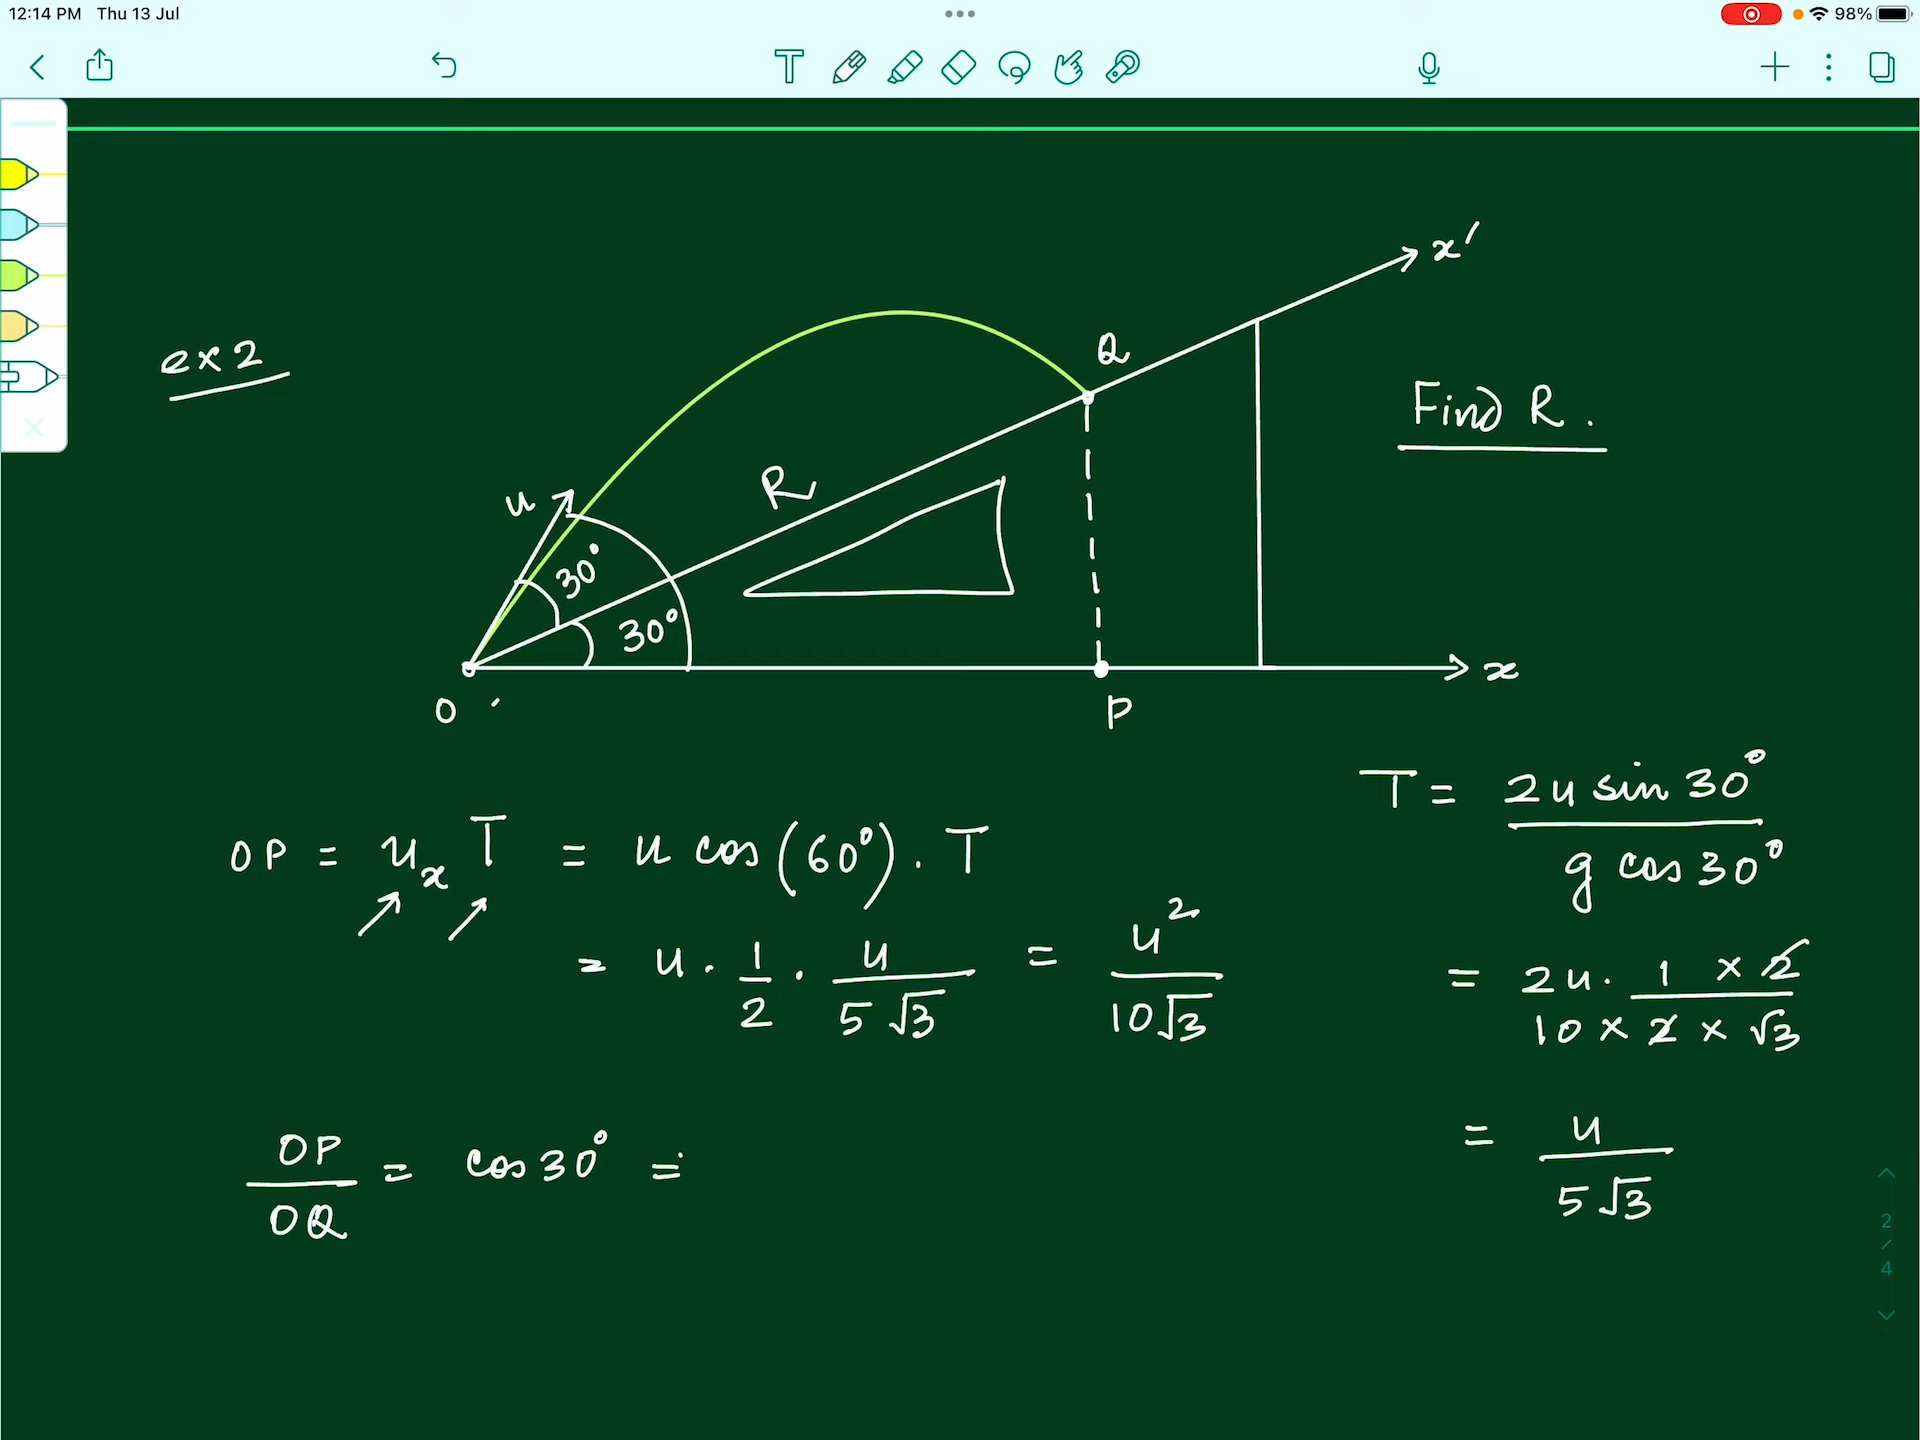 12:14 PM Thu 13 Jul
98%
T
x'
ex 2
Q
Find R.
R
u
30°
30°
x
O
P
T = 2u sin 30° / g cos 30°
OP = uₓ T = u cos(60°) . T
= u . 1/2 . u/5√3 = u²/10√3
= 2u . 1 × 2 / 10 × 2 × √3
OP/OQ = cos 30° =
= u/5√3
2
/
4